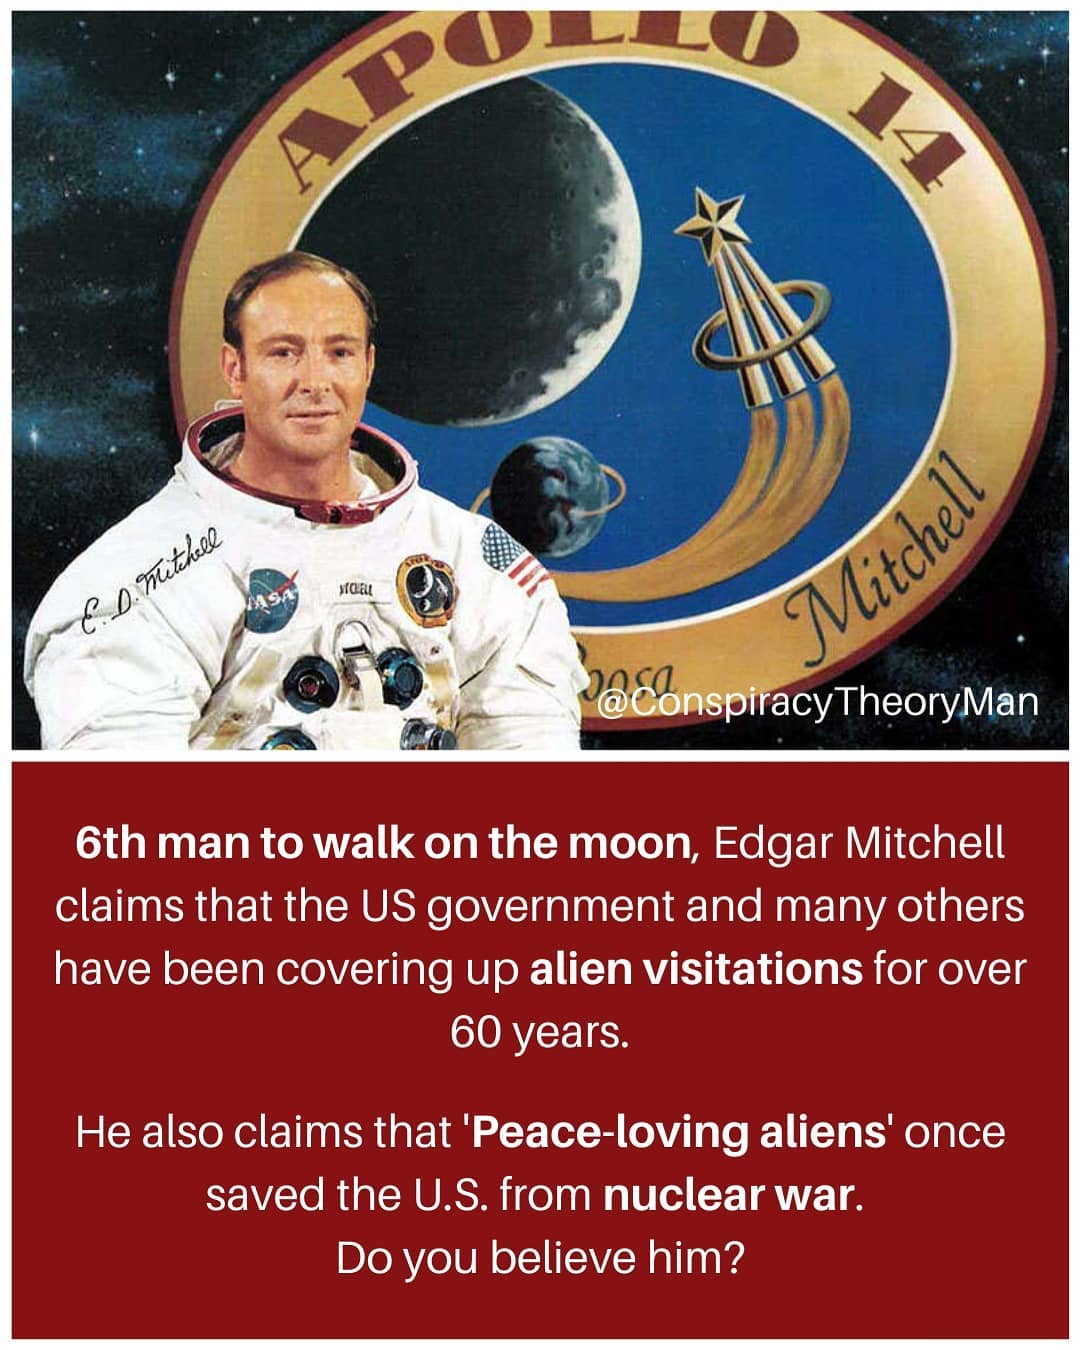 APOLLO 14
Mitchell
E. D. Mitchell
NASA
MITCHELL
@ConspiracyTheoryMan
6th man to walk on the moon, Edgar Mitchell
claims that the US government and many others
have been covering up alien visitations for over
60 years.
He also claims that 'Peace-loving aliens' once
saved the U.S. from nuclear war.
Do you believe him?